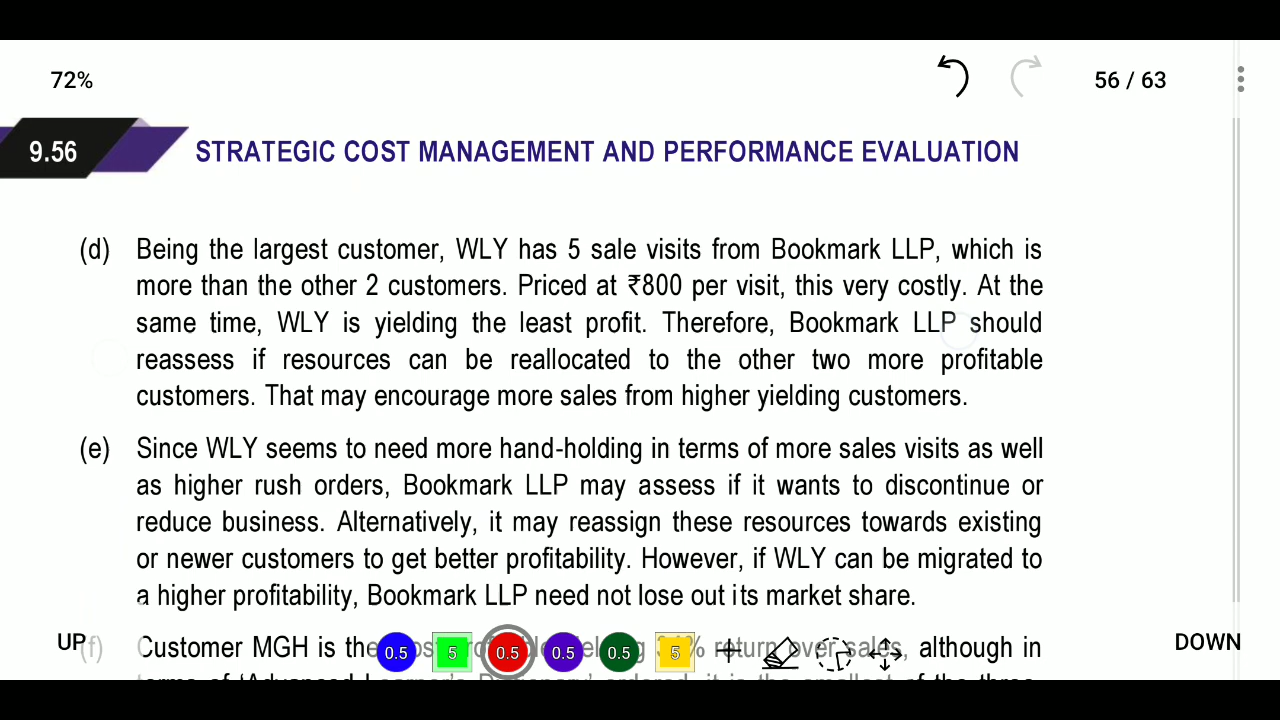 72%
56 / 63
9.56
STRATEGIC COST MANAGEMENT AND PERFORMANCE EVALUATION
(d) Being the largest customer, WLY has 5 sale visits from Bookmark LLP, which is
more than the other 2 customers. Priced at ₹800 per visit, this very costly. At the
same time, WLY is yielding the least profit. Therefore, Bookmark LLP should
reassess if resources can be reallocated to the other two more profitable
customers. That may encourage more sales from higher yielding customers.
(e) Since WLY seems to need more hand-holding in terms of more sales visits as well
as higher rush orders, Bookmark LLP may assess if it wants to discontinue or
reduce business. Alternatively, it may reassign these resources towards existing
or newer customers to get better profitability. However, if WLY can be migrated to
a higher profitability, Bookmark LLP need not lose out its market share.
UP
DOWN
(f) Customer MGH is the return over sales, although in
0.5 5 0.5 0.5 0.5 5